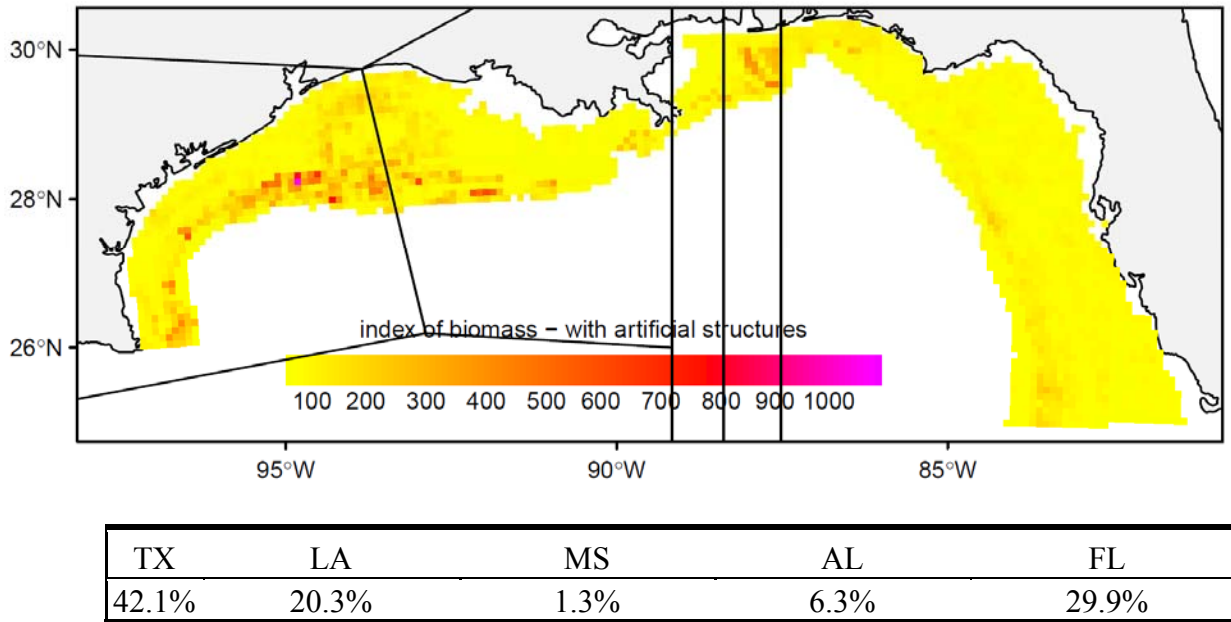 30°N
28°N
26°N
index of biomass − with artificial structures
100 200 300 400 500 600 700 800 900 1000
95°W 90°W 85°W
TX LA MS AL FL
42.1% 20.3% 1.3% 6.3% 29.9%